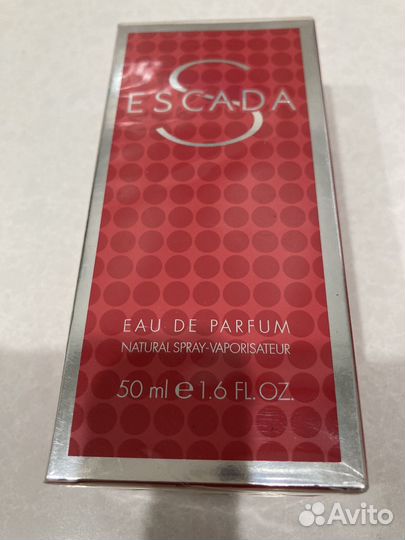 S
ESCADA
EAU DE PARFUM
NATURAL SPRAY-VAPORISATEUR
50 ml ℮ 1.6 FL. OZ.
Avito